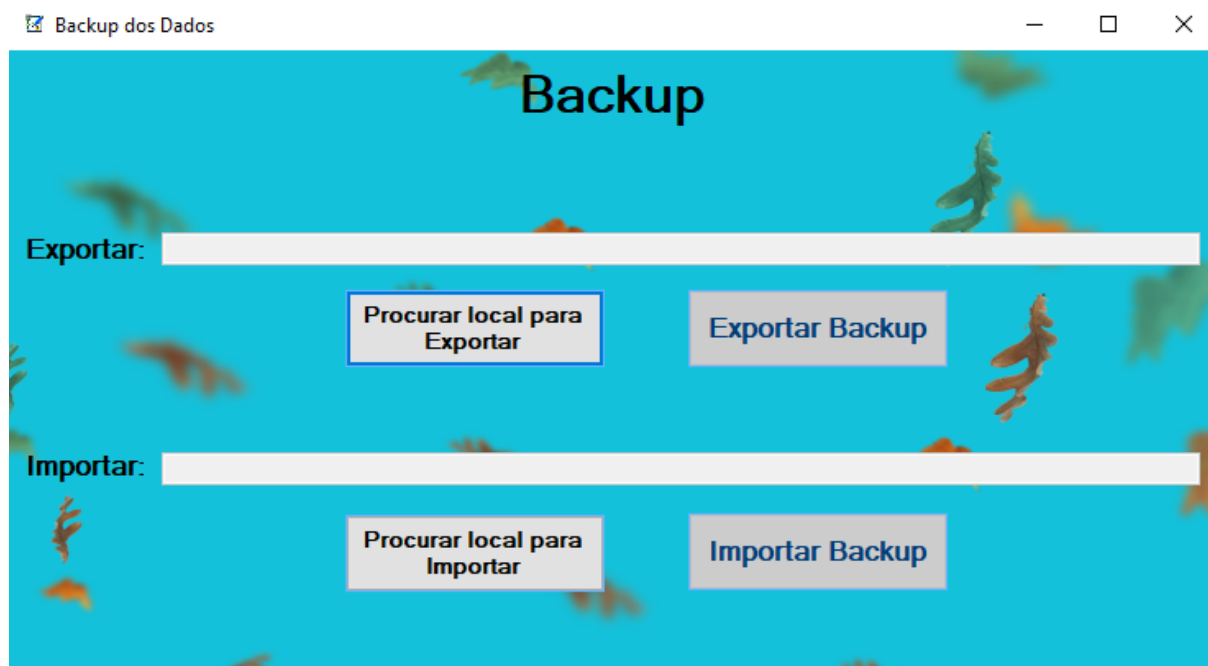 Backup dos Dados
Backup
Exportar:
Procurar local para
Exportar
Exportar Backup
Importar:
Procurar local para
Importar
Importar Backup